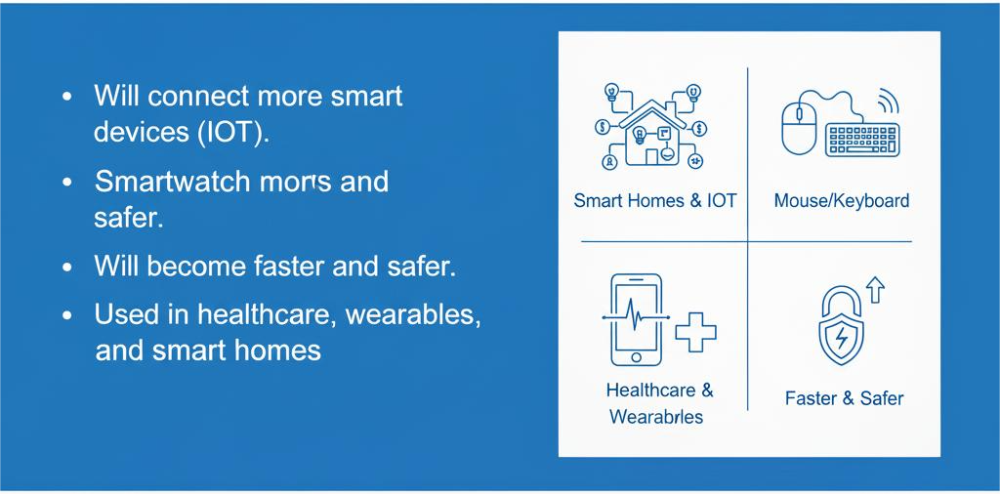 • Will connect more smart
devices (IOT).
• Smartwatch and
safer.
• Will become faster and safer.
• Used in healthcare, wearables,
and smart homes
Smart Homes & IOT
Mouse/Keyboard
Healthcare &
Wearabrles
Faster & Safer